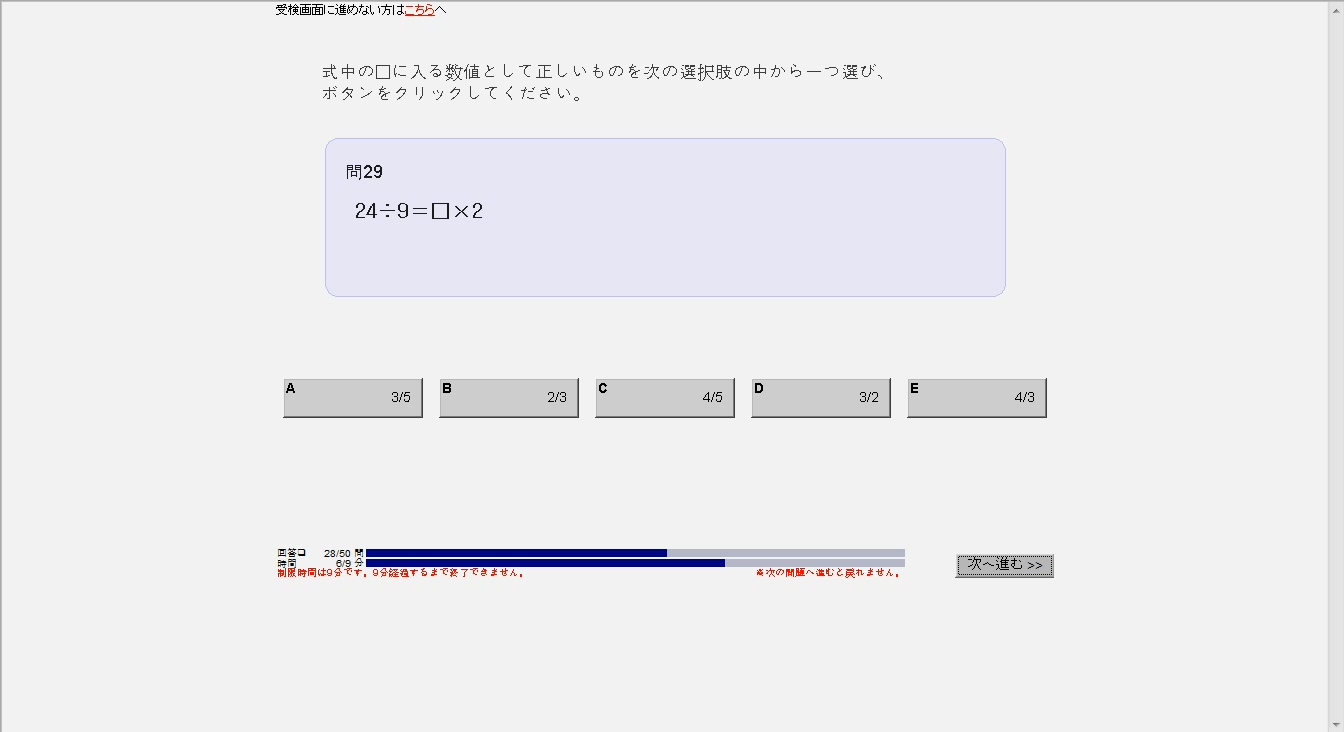 受検画面に進めない方はこちらへ
式中の□に入る数値として正しいものを次の選択肢の中から一つ選び、
ボタンをクリックしてください。
問29
24÷9＝□×2
A 3/5
B 2/3
C 4/5
D 3/2
E 4/3
回答□ 28/50 問
時間 6/9 分
制限時間は9分です。9分経過するまで終了できません。 ※次の問題へ進むと戻れません。
次へ進む >>